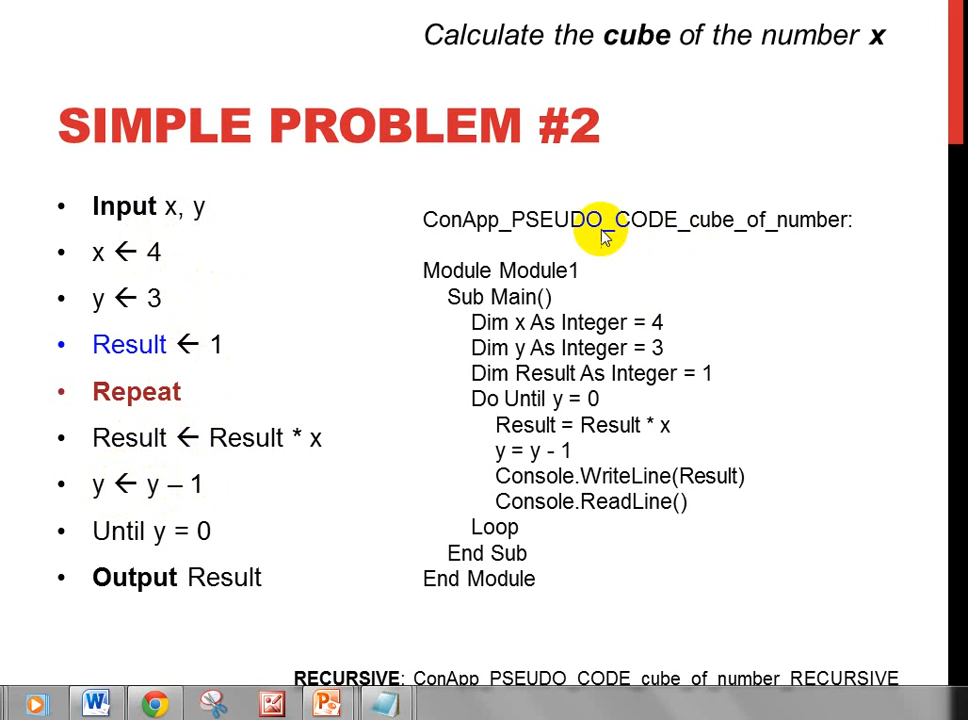 Calculate the cube of the number x
SIMPLE PROBLEM #2
• Input x, y
• x ← 4
• y ← 3
• Result ← 1
• Repeat
• Result ← Result * x
• y ← y – 1
• Until y = 0
• Output Result
ConApp_PSEUDO_CODE_cube_of_number:
Module Module1
Sub Main()
Dim x As Integer = 4
Dim y As Integer = 3
Dim Result As Integer = 1
Do Until y = 0
Result = Result * x
y = y - 1
Console.WriteLine(Result)
Console.ReadLine()
Loop
End Sub
End Module
RECURSIVE: ConApp_PSEUDO_CODE_cube_of_number_RECURSIVE